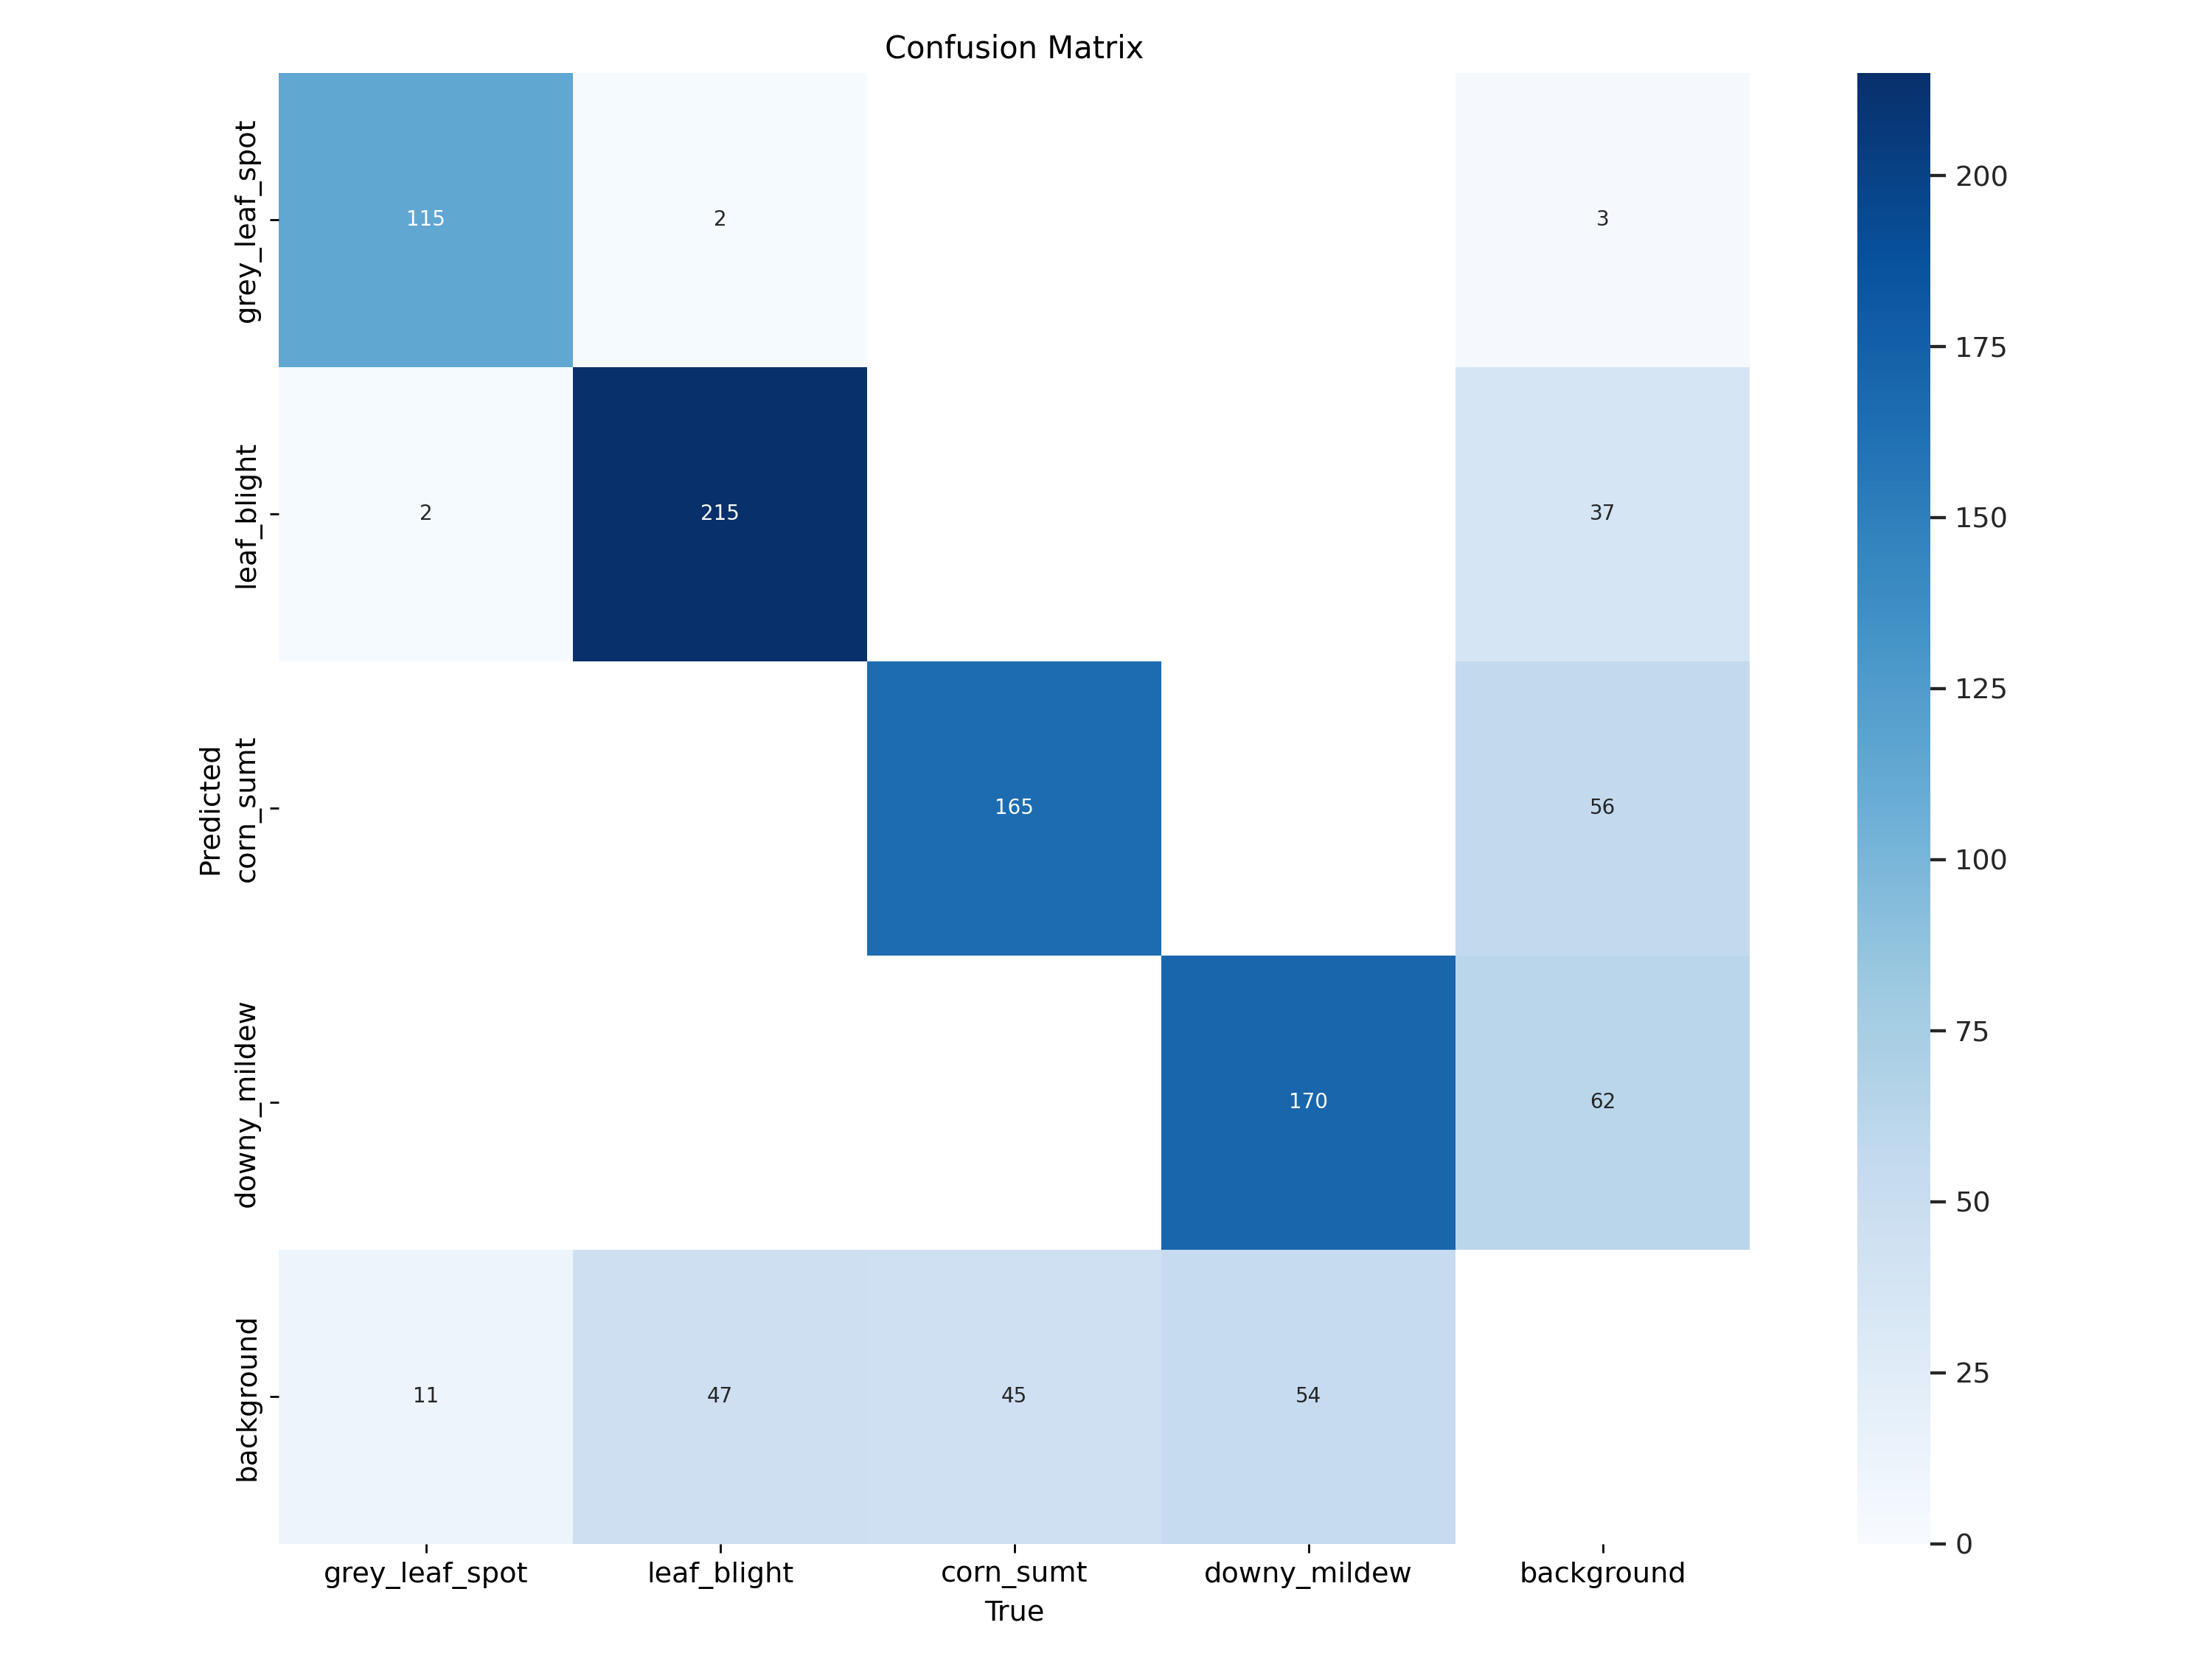 Confusion Matrix
grey_leaf_spot
115
2
3
leaf_blight
2
215
37
Predicted
corn_sumt
165
56
downy_mildew
170
62
background
11
47
45
54
grey_leaf_spot
leaf_blight
corn_sumt
downy_mildew
background
True
200
175
150
125
100
75
50
25
0